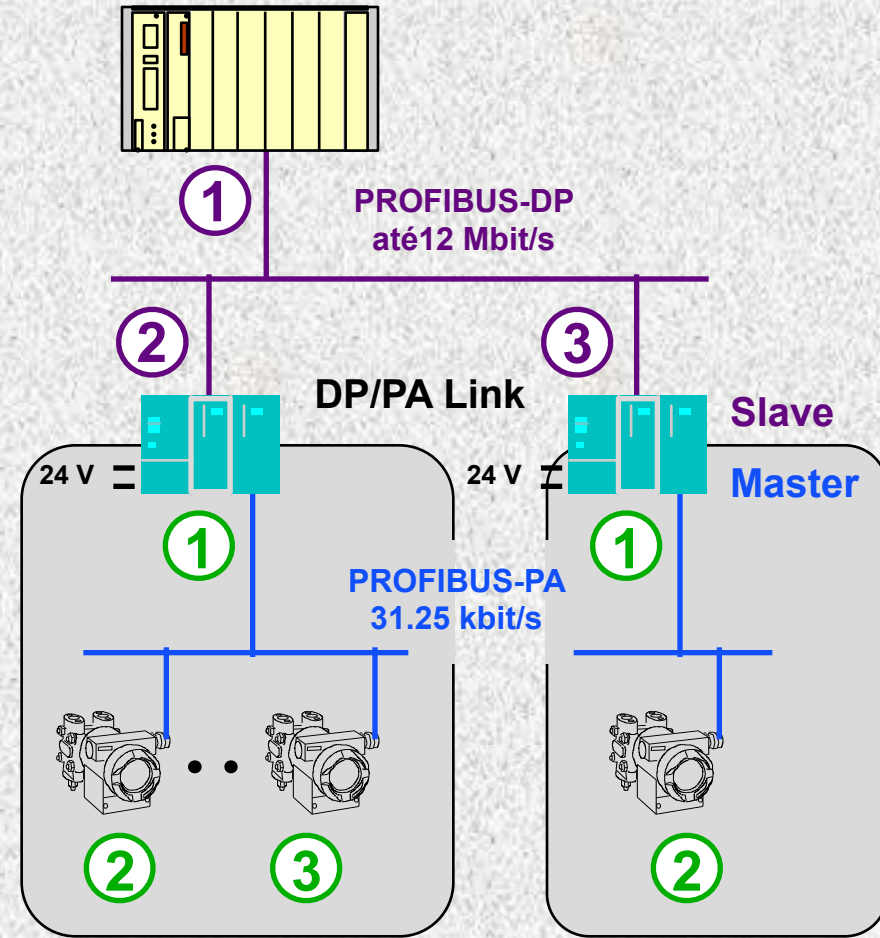 1
PROFIBUS-DP
até12 Mbit/s
2
3
DP/PA Link
Slave
24 V
24 V
Master
1
1
PROFIBUS-PA
31.25 kbit/s
2
3
2